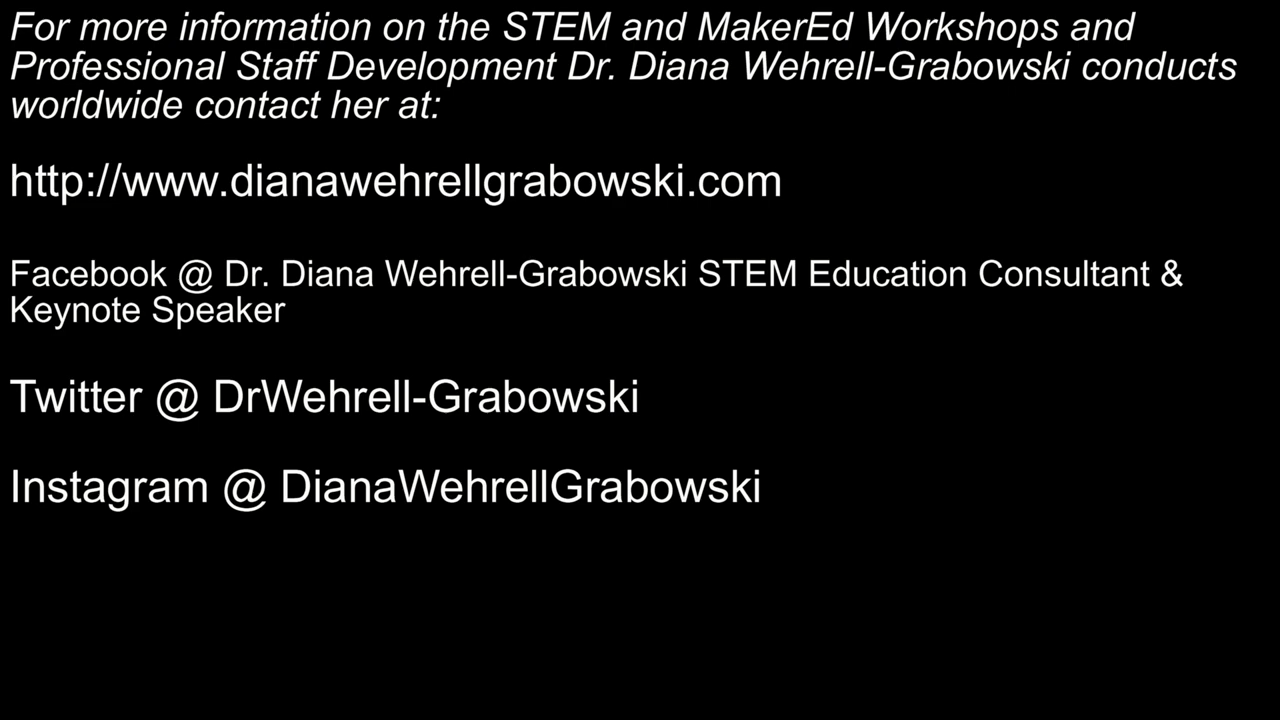 For more information on the STEM and MakerEd Workshops and
Professional Staff Development Dr. Diana Wehrell-Grabowski conducts
worldwide contact her at:
http://www.dianawehrellgrabowski.com
Facebook @ Dr. Diana Wehrell-Grabowski STEM Education Consultant &
Keynote Speaker
Twitter @ DrWehrell-Grabowski
Instagram @ DianaWehrellGrabowski